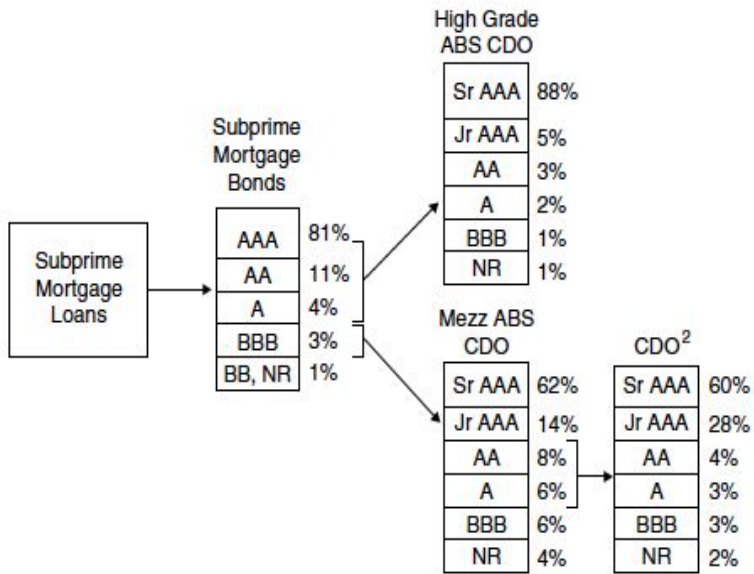 High Grade
ABS CDO
Sr AAA 88%
Jr AAA 5%
AA 3%
A 2%
BBB 1%
NR 1%
Subprime
Mortgage
Bonds
AAA 81%
AA 11%
A 4%
BBB 3%
BB, NR 1%
Subprime
Mortgage
Loans
Mezz ABS
CDO
Sr AAA 62%
Jr AAA 14%
AA 8%
A 6%
BBB 6%
NR 4%
CDO²
Sr AAA 60%
Jr AAA 28%
AA 4%
A 3%
BBB 3%
NR 2%